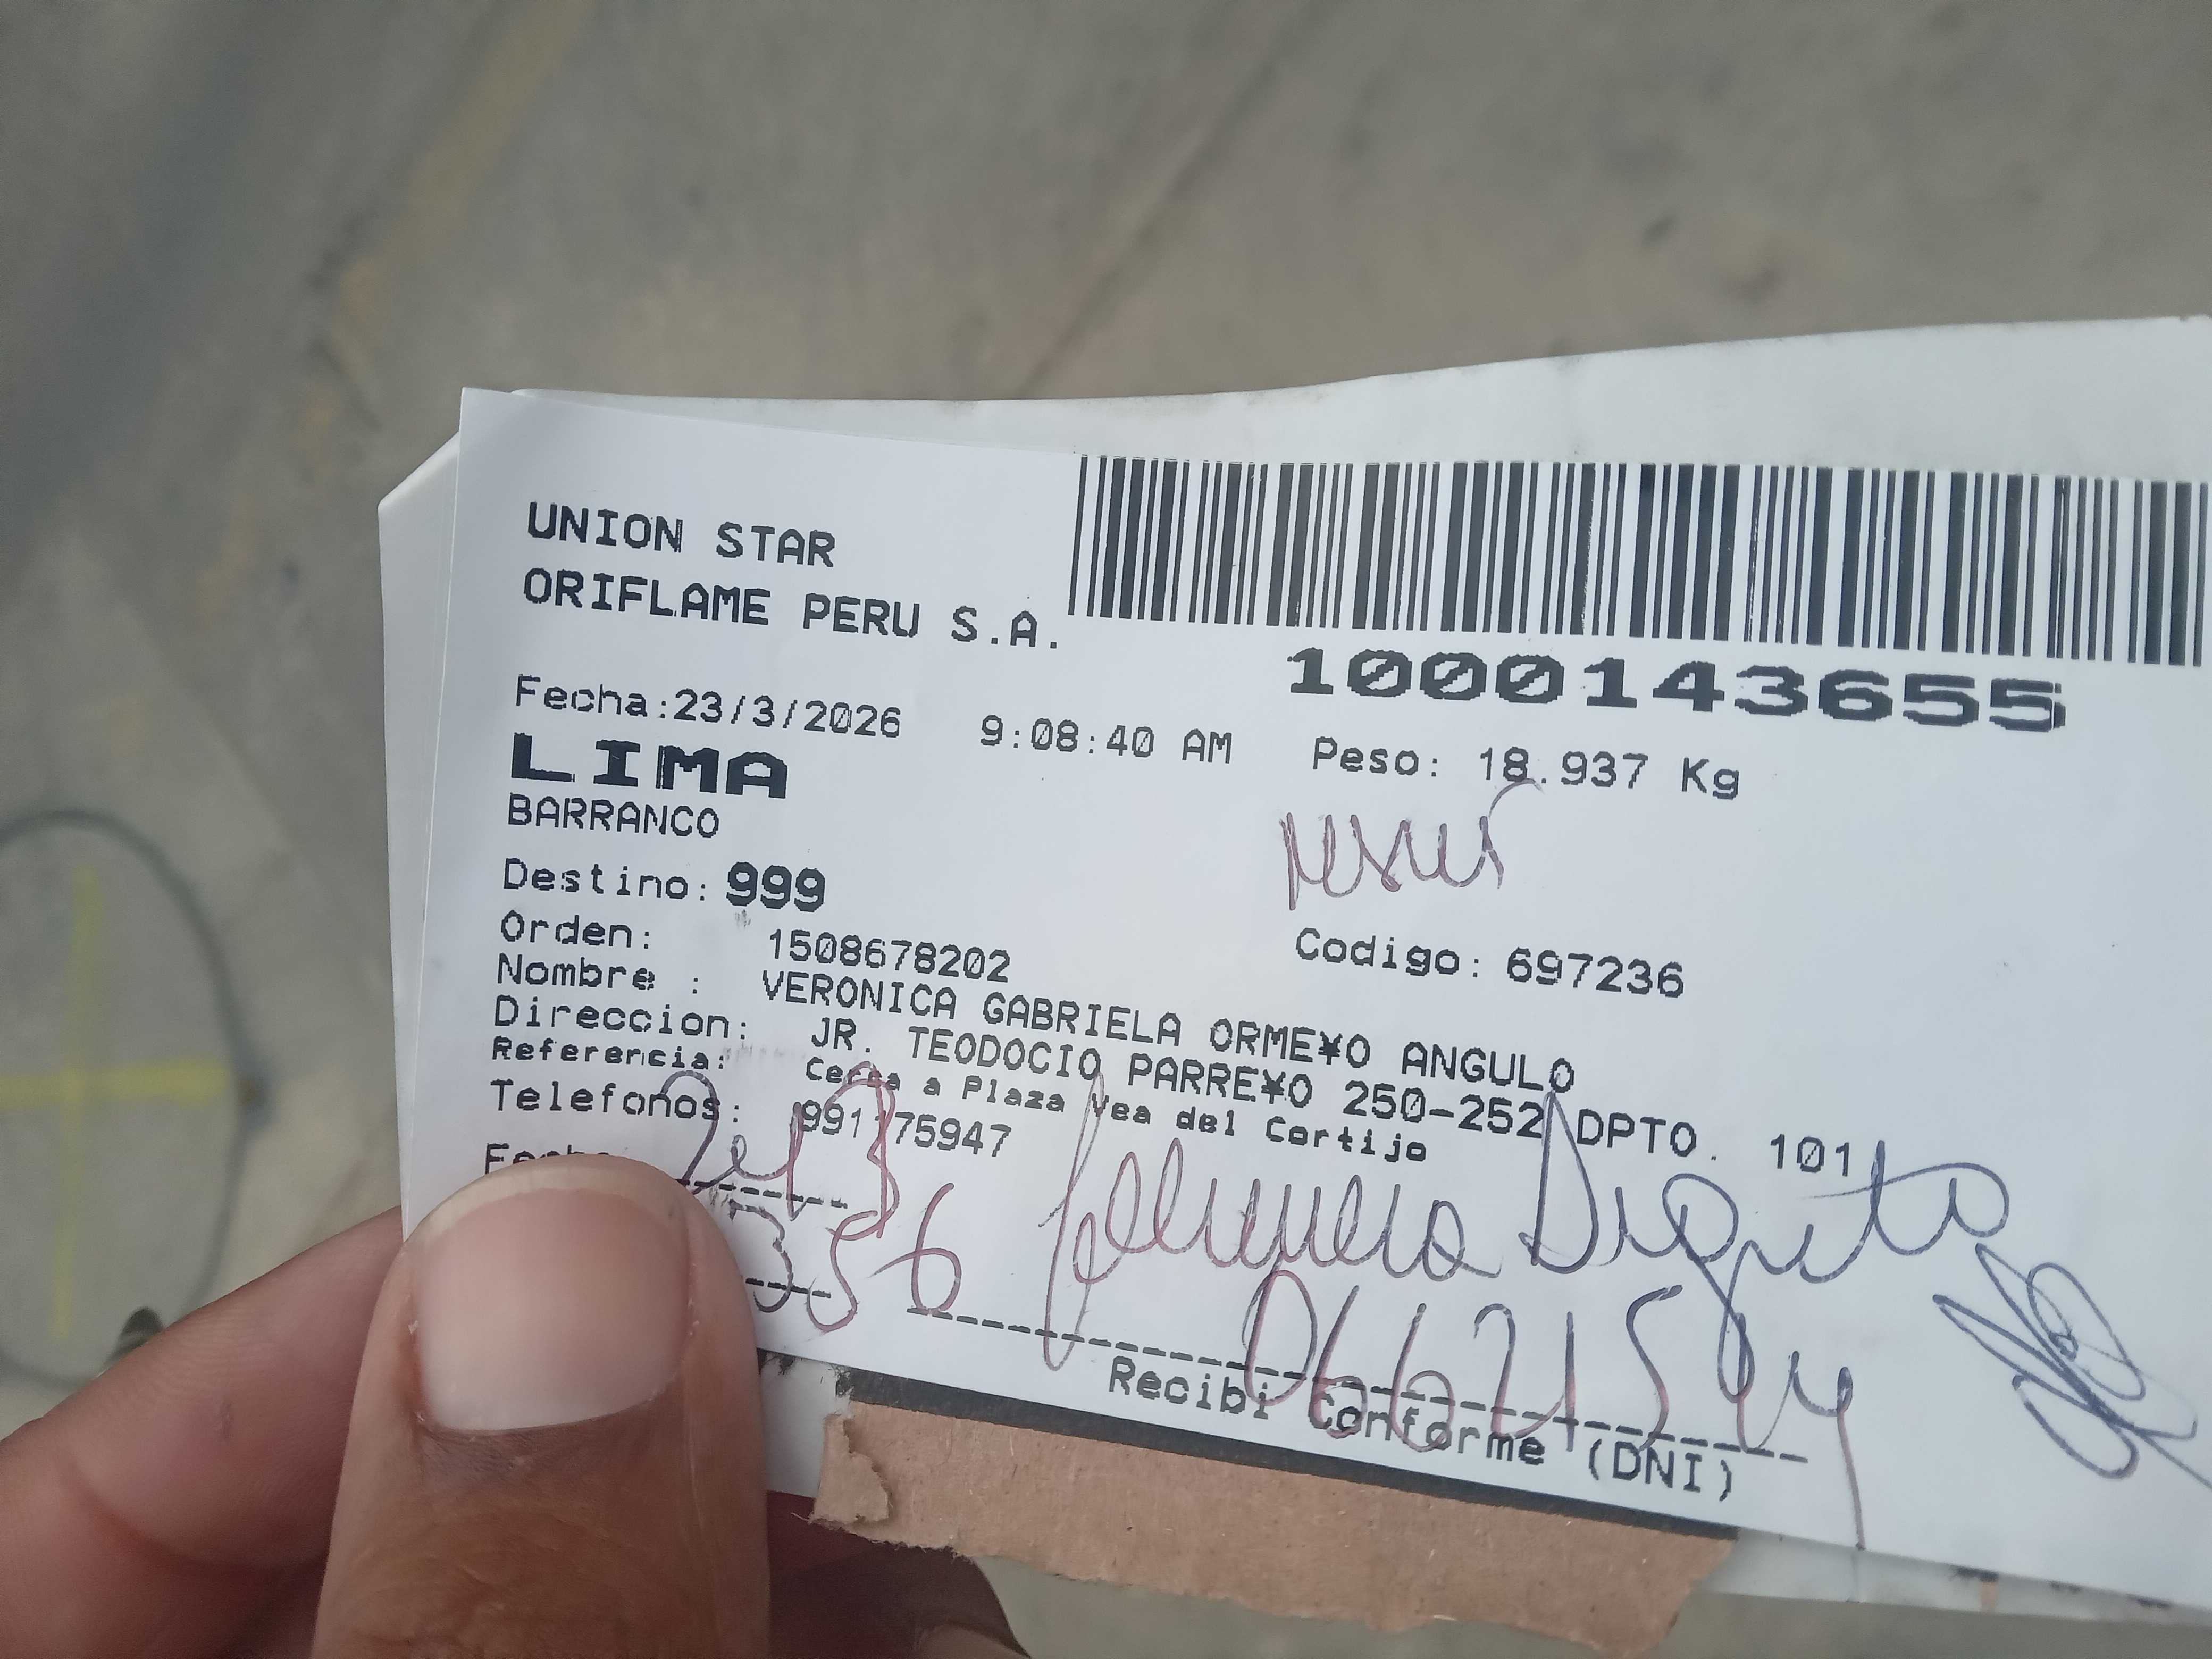 UNION STAR
ORIFLAME PERU S.A.
1000143655
Fecha:23/3/2026 9:08:40 AM Peso: 18.937 Kg
LIMA
BARRANCO
Destino: 999
Orden: 1508678202 Codigo: 697236
Nombre : VERONICA GABRIELA ORME¥O ANGULO
Direccion: JR. TEODOCIO PARRE¥O 250-252 DPTO. 101
Referencia: Cerca a Plaza Vea del Cortijo
Telefonos: 991175947
Fecha
356
Recibi Conforme (DNI)